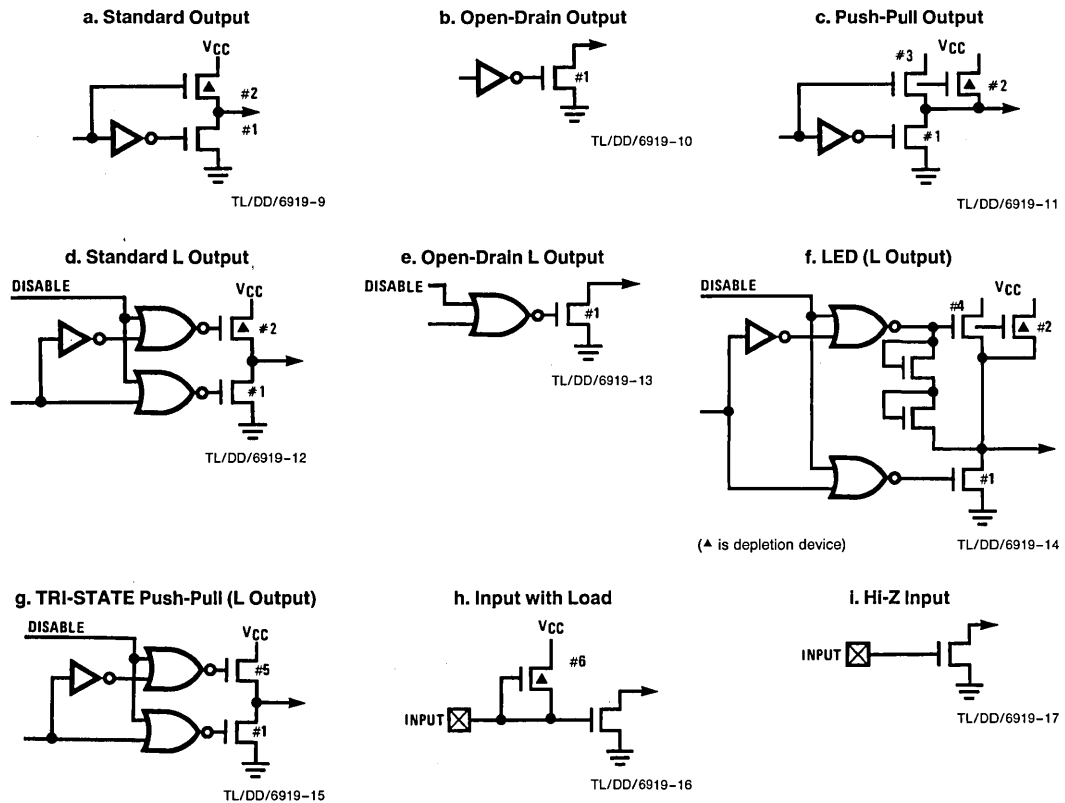 a. Standard Output
VCC
#2
#1
TL/DD/6919-9
b. Open-Drain Output
#1
TL/DD/6919-10
c. Push-Pull Output
#3
VCC
#2
#1
TL/DD/6919-11
d. Standard L Output
DISABLE
VCC
#2
#1
TL/DD/6919-12
e. Open-Drain L Output
DISABLE
#1
TL/DD/6919-13
f. LED (L Output)
DISABLE
#4
VCC
#2
#1
(▲ is depletion device)
TL/DD/6919-14
g. TRI-STATE Push-Pull (L Output)
DISABLE
VCC
#5
#1
TL/DD/6919-15
h. Input with Load
VCC
#6
INPUT
TL/DD/6919-16
i. Hi-Z Input
INPUT
TL/DD/6919-17